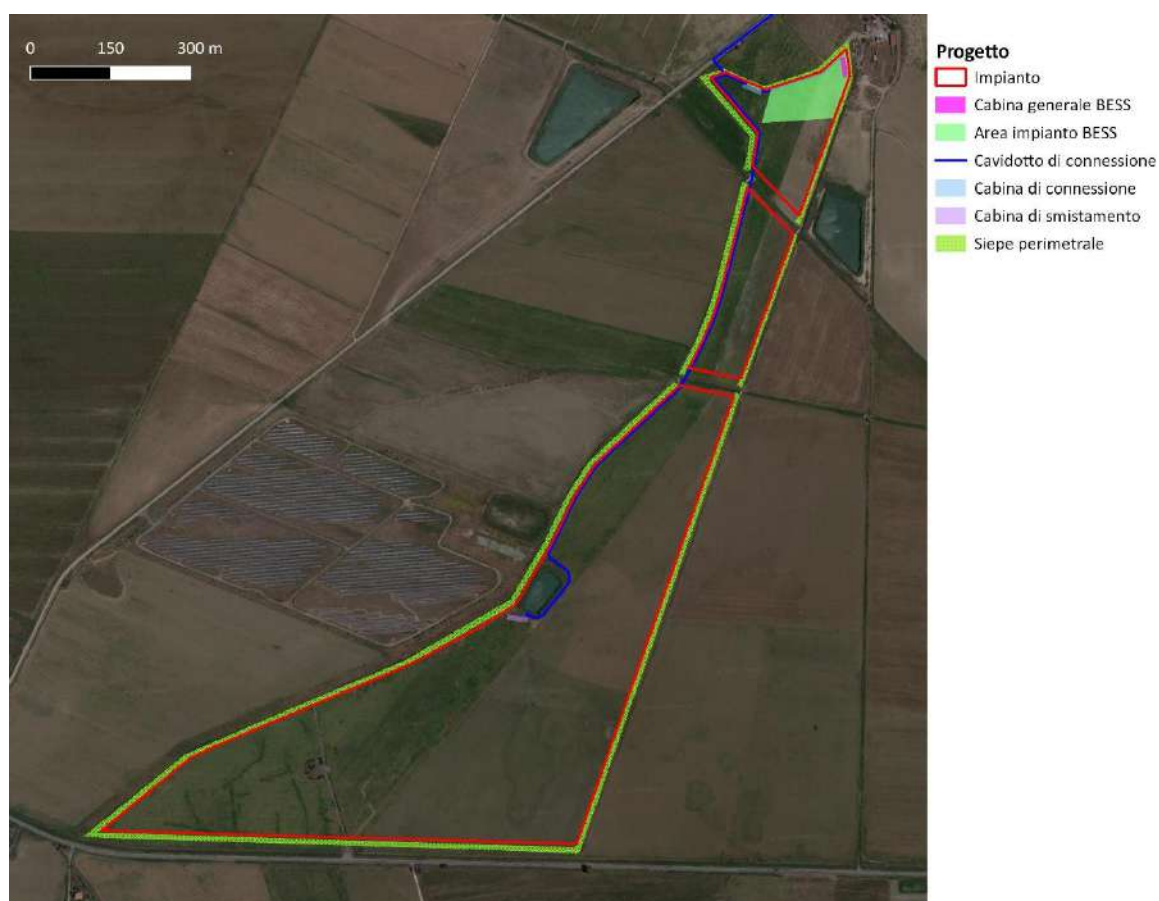 0 150 300 m
Progetto
Impianto
Cabina generale BESS
Area impianto BESS
Cavidotto di connessione
Cabina di connessione
Cabina di smistamento
Siepe perimetrale